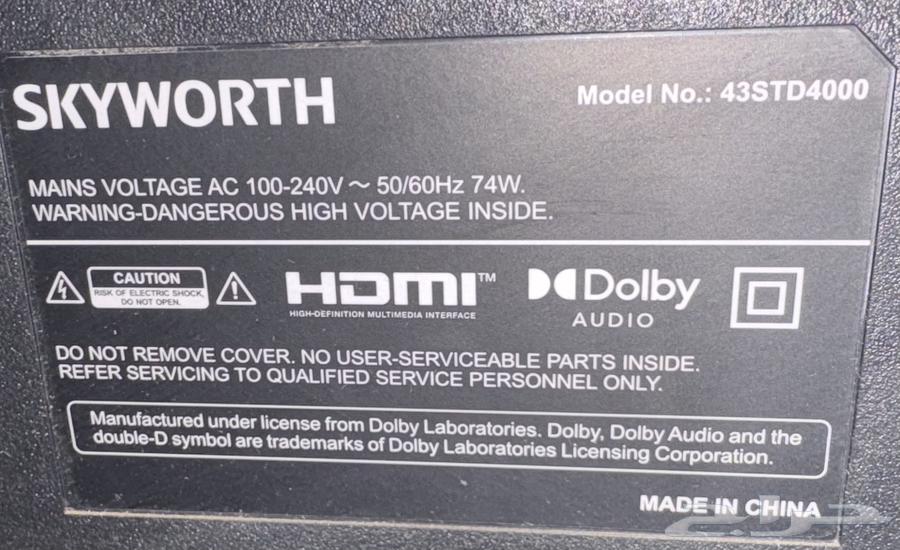 SKYWORTH
Model No.: 43STD4000
MAINS VOLTAGE AC 100-240V ~ 50/60Hz 74W.
WARNING-DANGEROUS HIGH VOLTAGE INSIDE.
CAUTION
RISK OF ELECTRIC SHOCK,
DO NOT OPEN.
HDMI™
HIGH-DEFINITION MULTIMEDIA INTERFACE
Dolby
AUDIO
DO NOT REMOVE COVER. NO USER-SERVICEABLE PARTS INSIDE.
REFER SERVICING TO QUALIFIED SERVICE PERSONNEL ONLY.
Manufactured under license from Dolby Laboratories. Dolby, Dolby Audio and the
double-D symbol are trademarks of Dolby Laboratories Licensing Corporation.
MADE IN CHINA
حراج